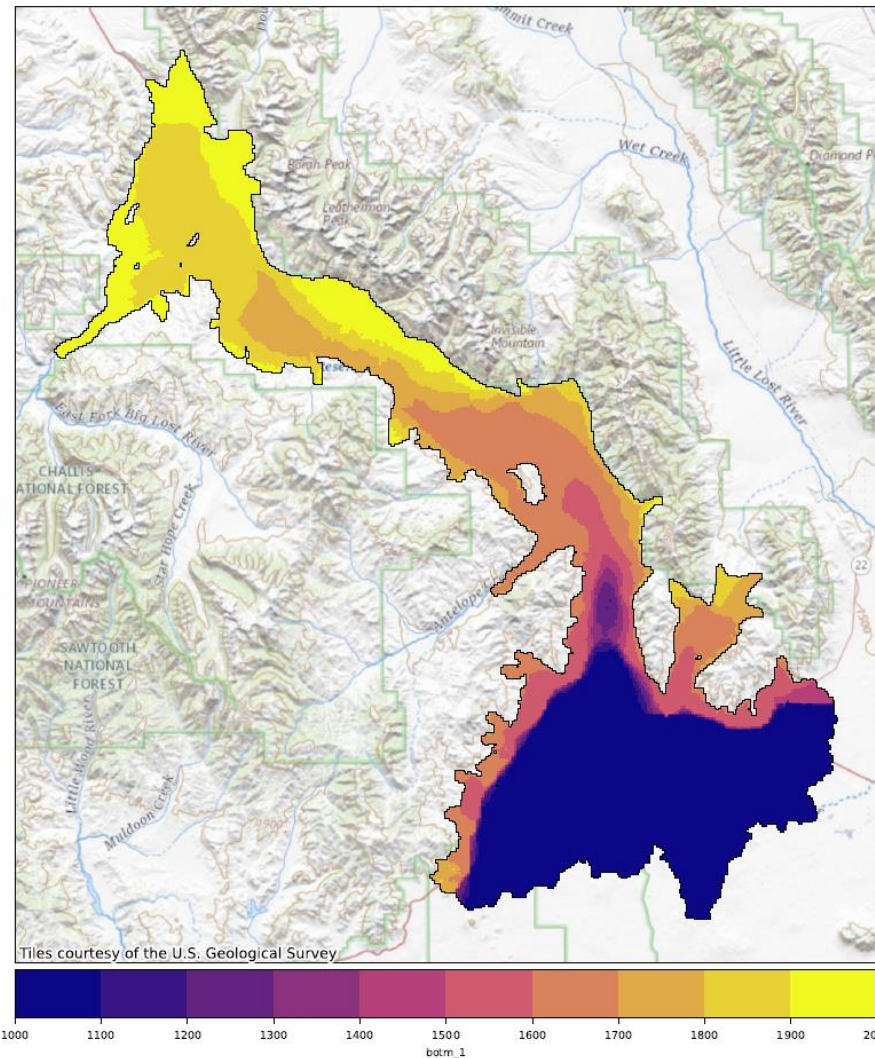 Summit Creek
Wet Creek
Borah Peak
Leatherman
Peak
Diamond
Invisible
Mountain
Little Lost River
East Fork Big Lost River
CHALLIS
NATIONAL FOREST
Star Hope Creek
22
PIONEER
MOUNTAINS
Antelope
SAWTOOTH
NATIONAL
FOREST
Little Wood River
Muldoon Creek
Tiles courtesy of the U.S. Geological Survey
1000 1100 1200 1300 1400 1500 1600 1700 1800 1900
botm_1